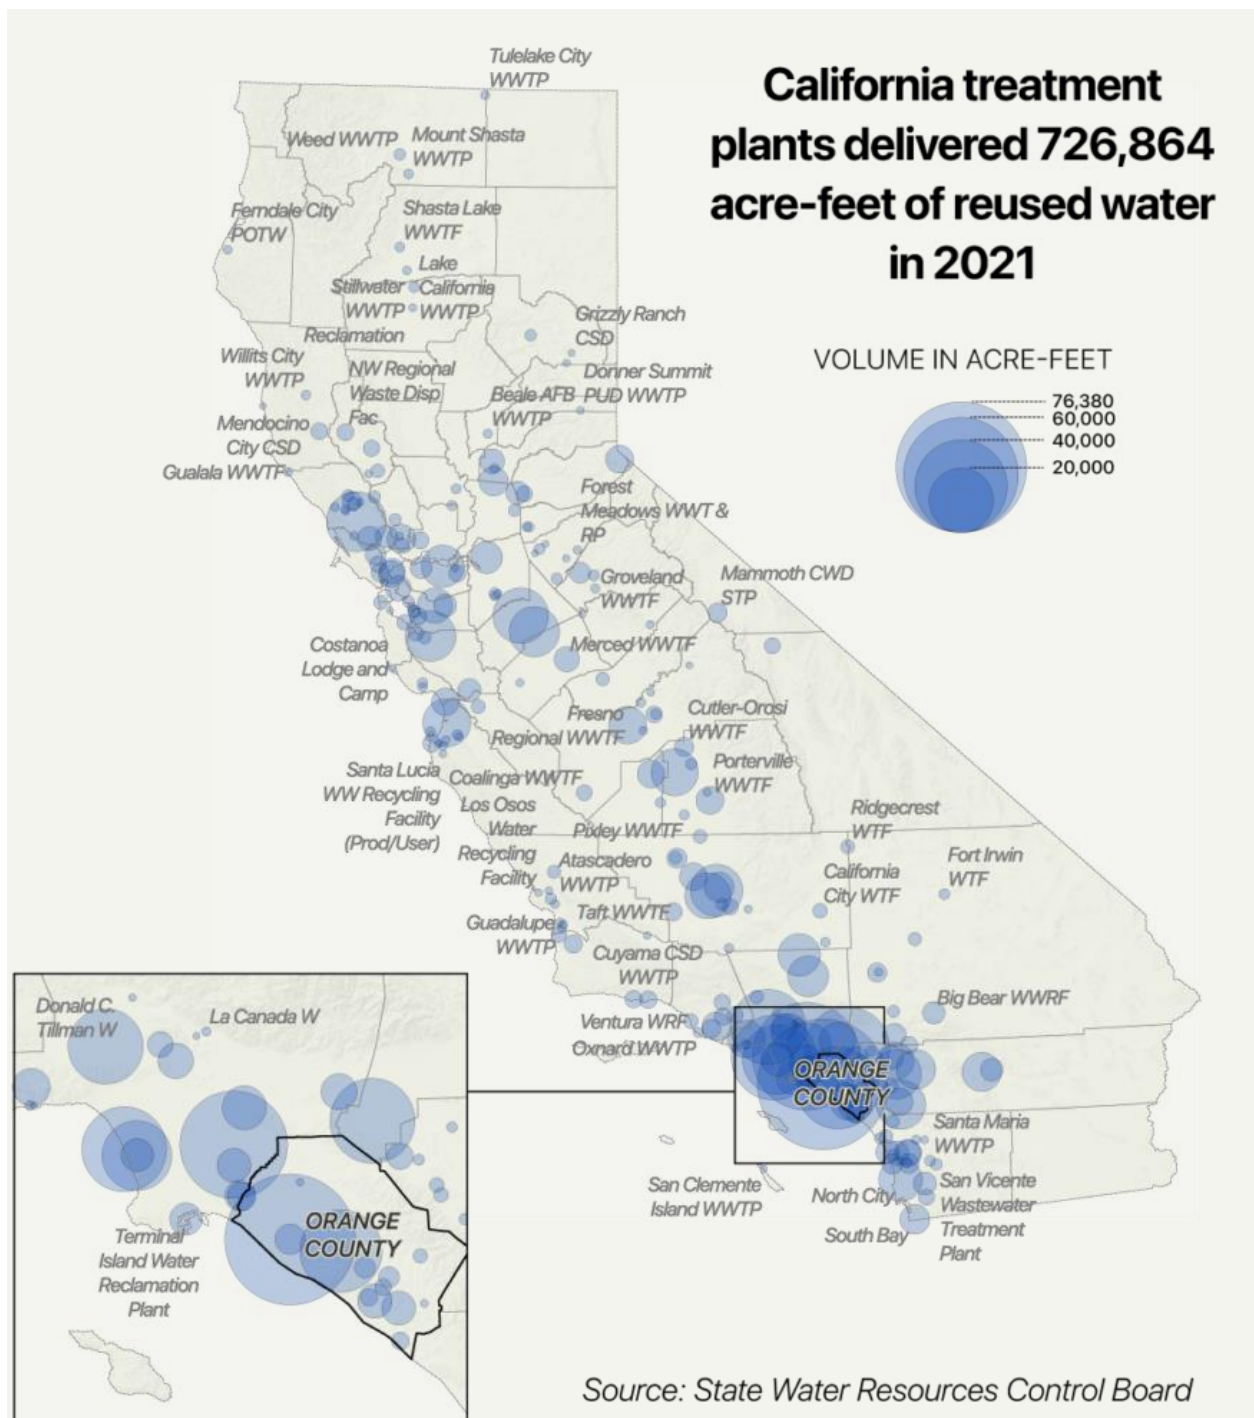 Tulelake City
WWTP
California treatment
plants delivered 726,864
acre-feet of reused water
in 2021
Weed WWTP
Mount Shasta
WWTP
Ferndale City
POTW
Shasta Lake
WWTF
Lake
California
WWTP
Stillwater
WWTP
Reclamation
Grizzly Ranch
CSD
Willits City
WWTP
NW Regional
Waste Disp
Fac
Beale AFB
WWTP
Donner Summit
PUD WWTP
VOLUME IN ACRE-FEET
76,380
60,000
40,000
20,000
Mendocino
City CSD
Gualala WWTF
Forest
Meadows WWT &
RP
Groveland
WWTF
Mammoth CWD
STP
Costanoa
Lodge and
Camp
Merced WWTF
Fresno
Regional WWTF
Cutler-Orosi
WWTF
Porterville
WWTF
Santa Lucia
WW Recycling
Facility
(Prod/User)
Coalinga WWTF
Los Osos
Water
Recycling
Facility
Pixley WWTF
Ridgecrest
WTF
Atascadero
WWTP
California
City WTF
Fort Irwin
WTF
Guadalupe
WWTP
Taft WWTF
Cuyama CSD
WWTP
Big Bear WWRF
Ventura WRF
Oxnard WWTP
ORANGE
COUNTY
Santa Maria
WWTP
San Clemente
Island WWTP
North City
San Vicente
Wastewater
Treatment
Plant
South Bay
Donald C.
Tillman W
La Canada W
ORANGE
COUNTY
Terminal
Island Water
Reclamation
Plant
Source: State Water Resources Control Board